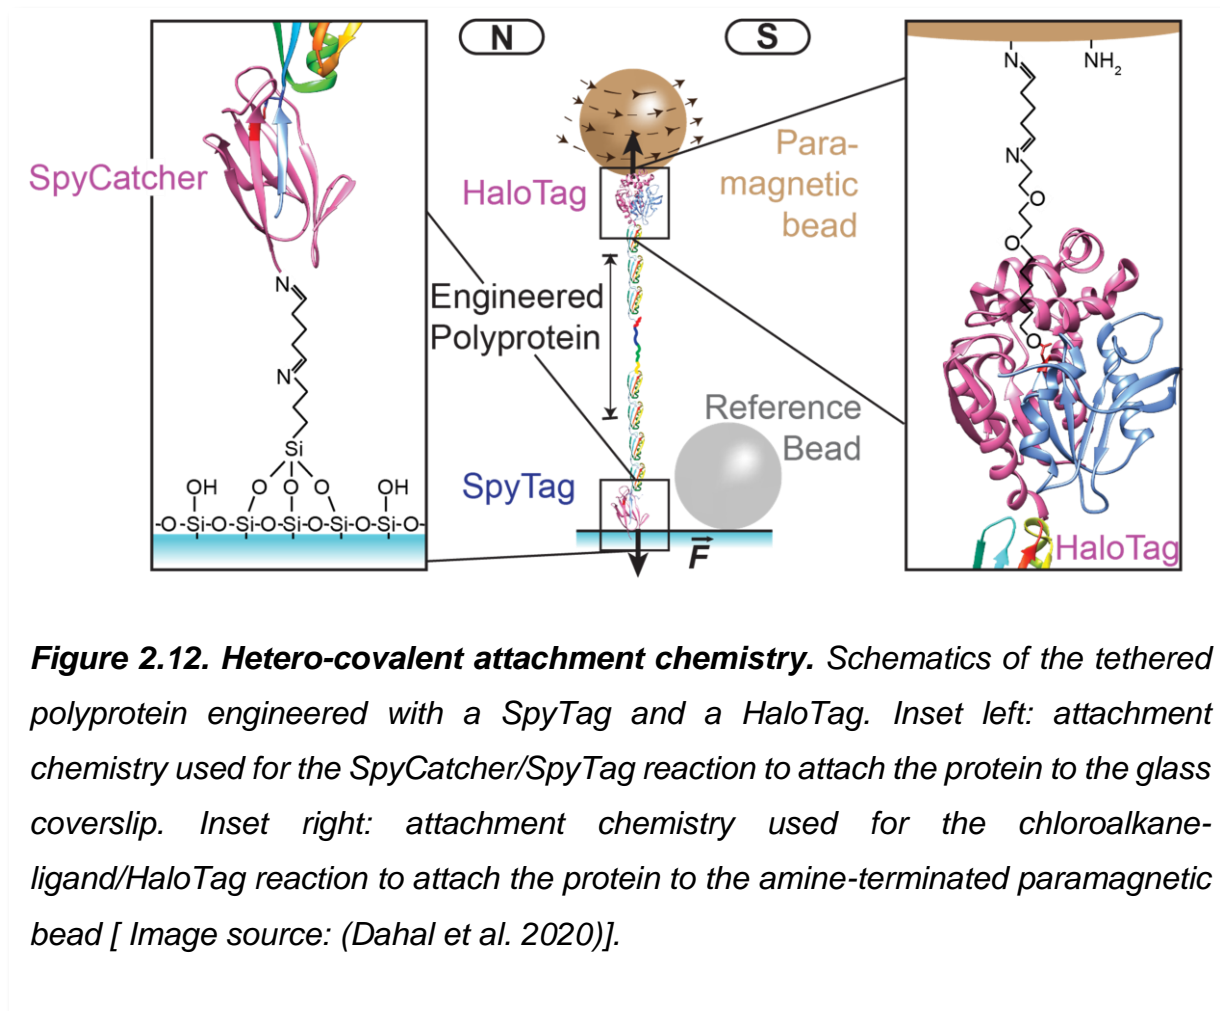 N
S
SpyCatcher
N
N
Si
OH
O
O
O
OH
-O-Si-O-Si-O-Si-O-Si-O-Si-O-
HaloTag
Para-
magnetic
bead
Engineered
Polyprotein
Reference
Bead
SpyTag
F
N
NH2
N
O
O
O
HaloTag
Figure 2.12. Hetero-covalent attachment chemistry. Schematics of the tethered
polyprotein engineered with a SpyTag and a HaloTag. Inset left: attachment
chemistry used for the SpyCatcher/SpyTag reaction to attach the protein to the glass
coverslip. Inset right: attachment chemistry used for the chloroalkane-
ligand/HaloTag reaction to attach the protein to the amine-terminated paramagnetic
bead [ Image source: (Dahal et al. 2020)].